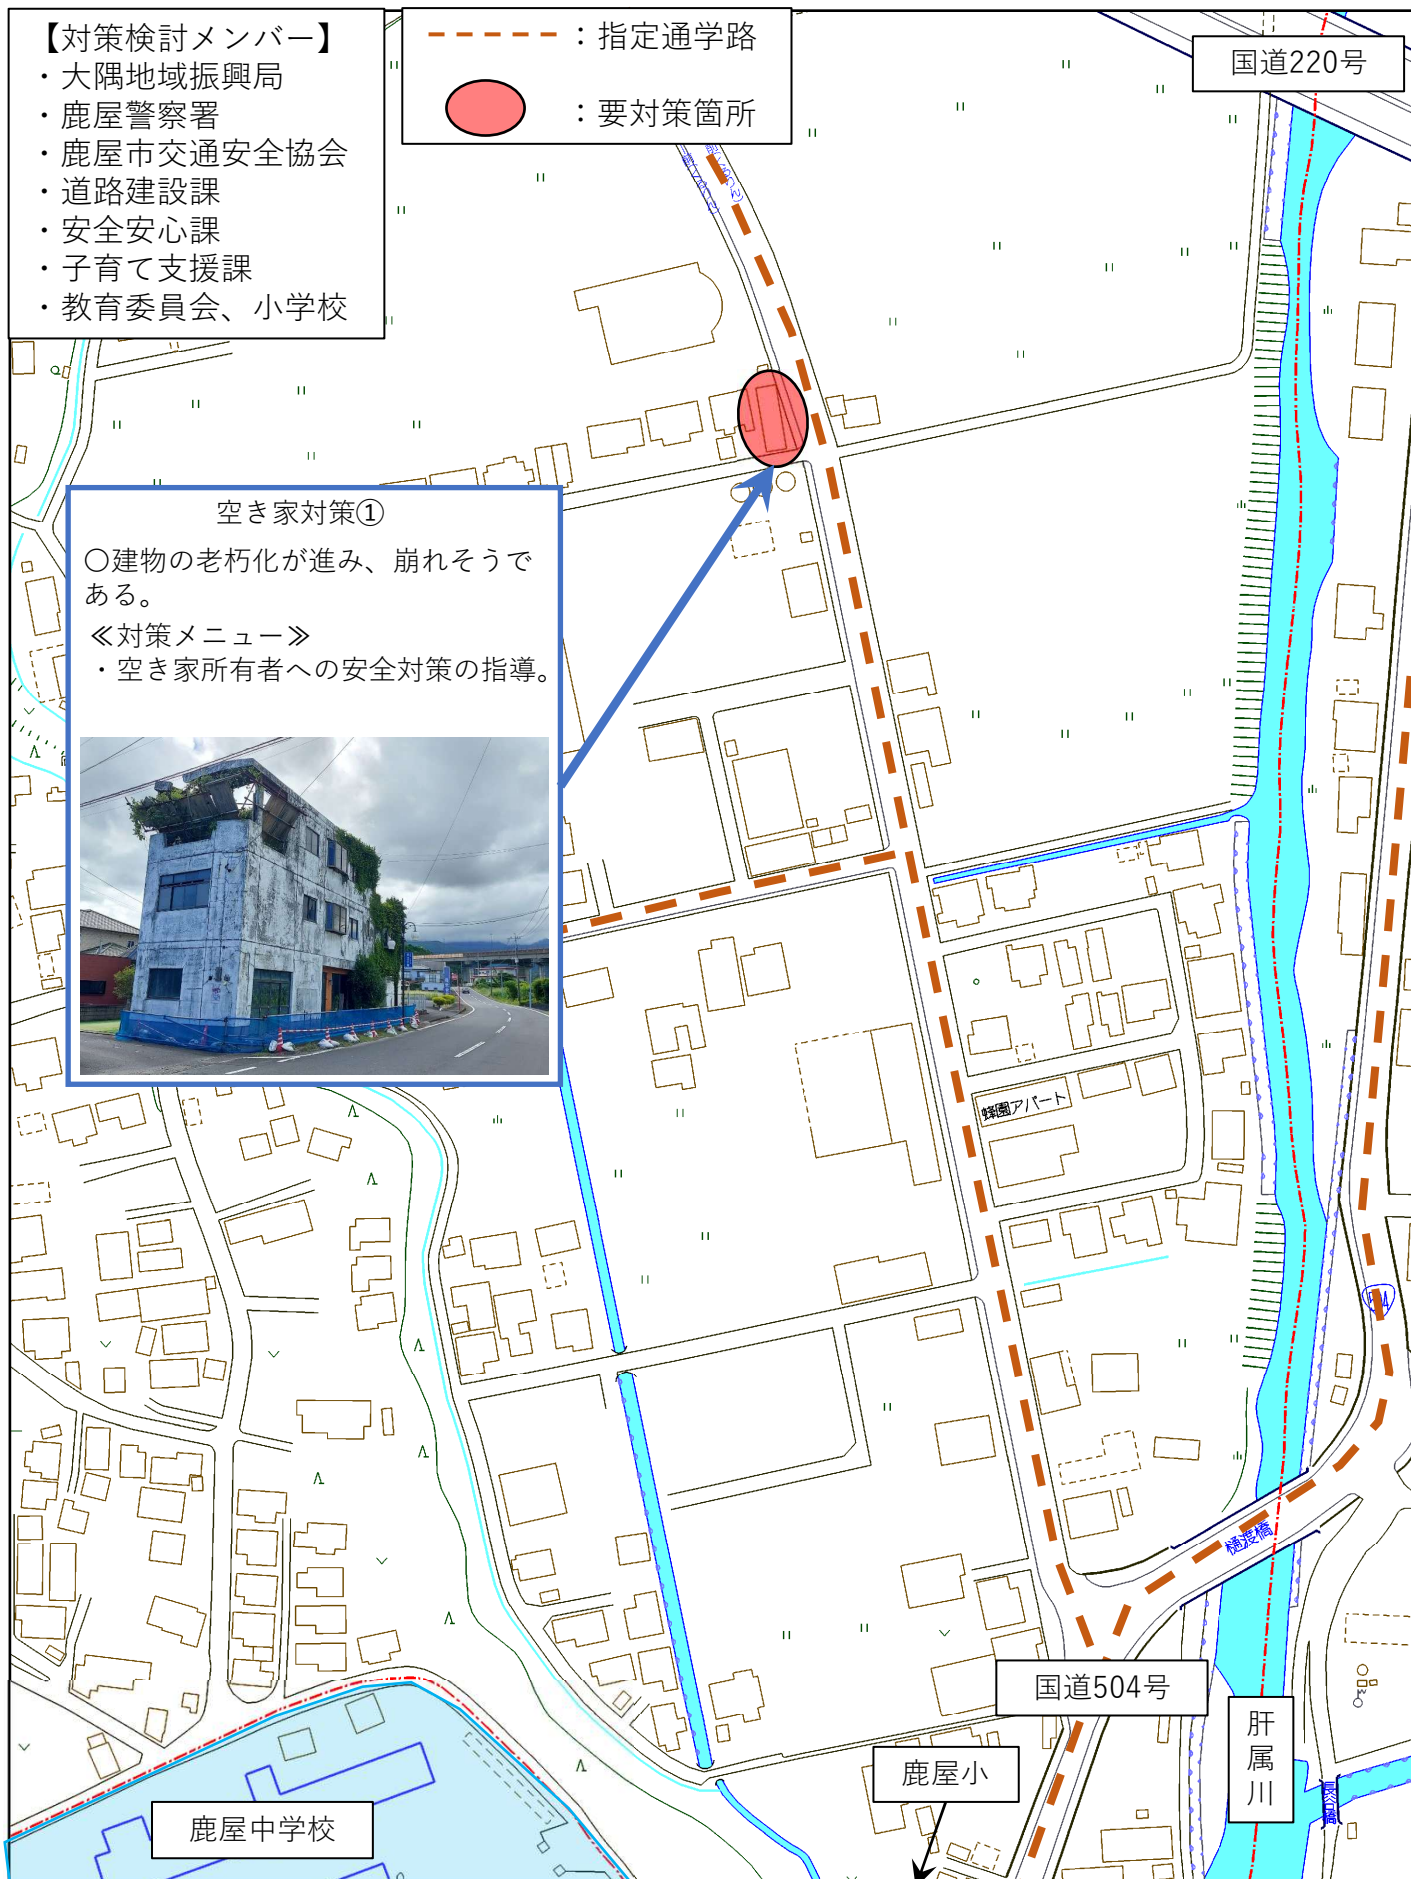 【対策検討メンバー】
・大隅地域振興局
・鹿屋警察署
・鹿屋市交通安全協会
・道路建設課
・安全安心課
・子育て支援課
・教育委員会、小学校
：指定通学路
：要対策箇所
国道220号
空き家対策①
〇建物の老朽化が進み、崩れそうで
ある。
≪対策メニュー≫
・空き家所有者への安全対策の指導。
蜂園アパート
504
樋渡橋
国道504号
肝属川
鹿屋小
鹿屋中学校